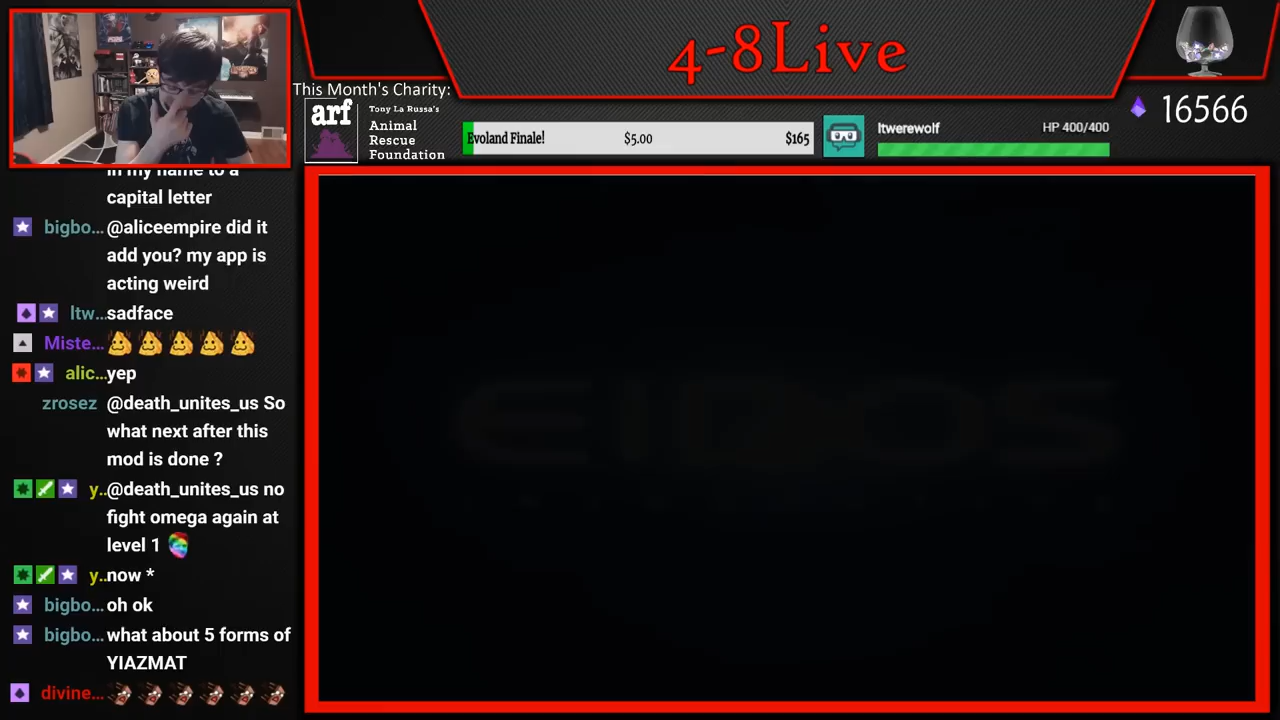 4-8Live
This Month's Charity:
arf
Tony La Russa's
Animal
Rescue
Foundation
Evoland Finale! $5.00 $165
ltwerewolf HP 400/400
16566
in my name to a
capital letter
bigbo... @aliceempire did it
add you? my app is
acting weird
ltw... sadface
Miste...
alic... yep
zrosez @death_unites_us So
what next after this
mod is done ?
y.. @death_unites_us no
fight omega again at
level 1
y.. now *
bigbo... oh ok
bigbo... what about 5 forms of
YIAZMAT
divine...
EIDOS